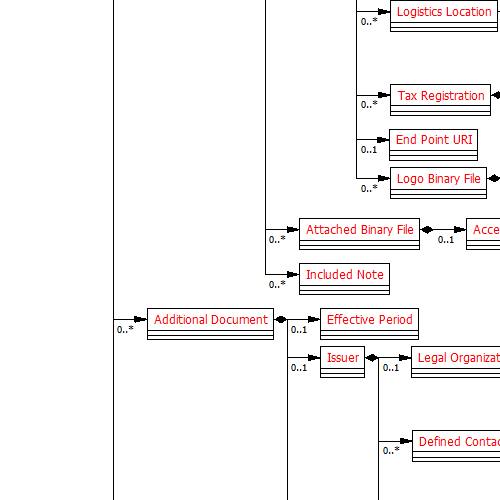 Logistics Location
0..*
Tax Registration
0..*
End Point URI
0..1
Logo Binary File
0..*
Attached Binary File
0..*
0..1
Included Note
0..*
Additional Document
0..*
Effective Period
0..1
Issuer
0..1
Legal Organizat
0..1
Defined Contac
0..*